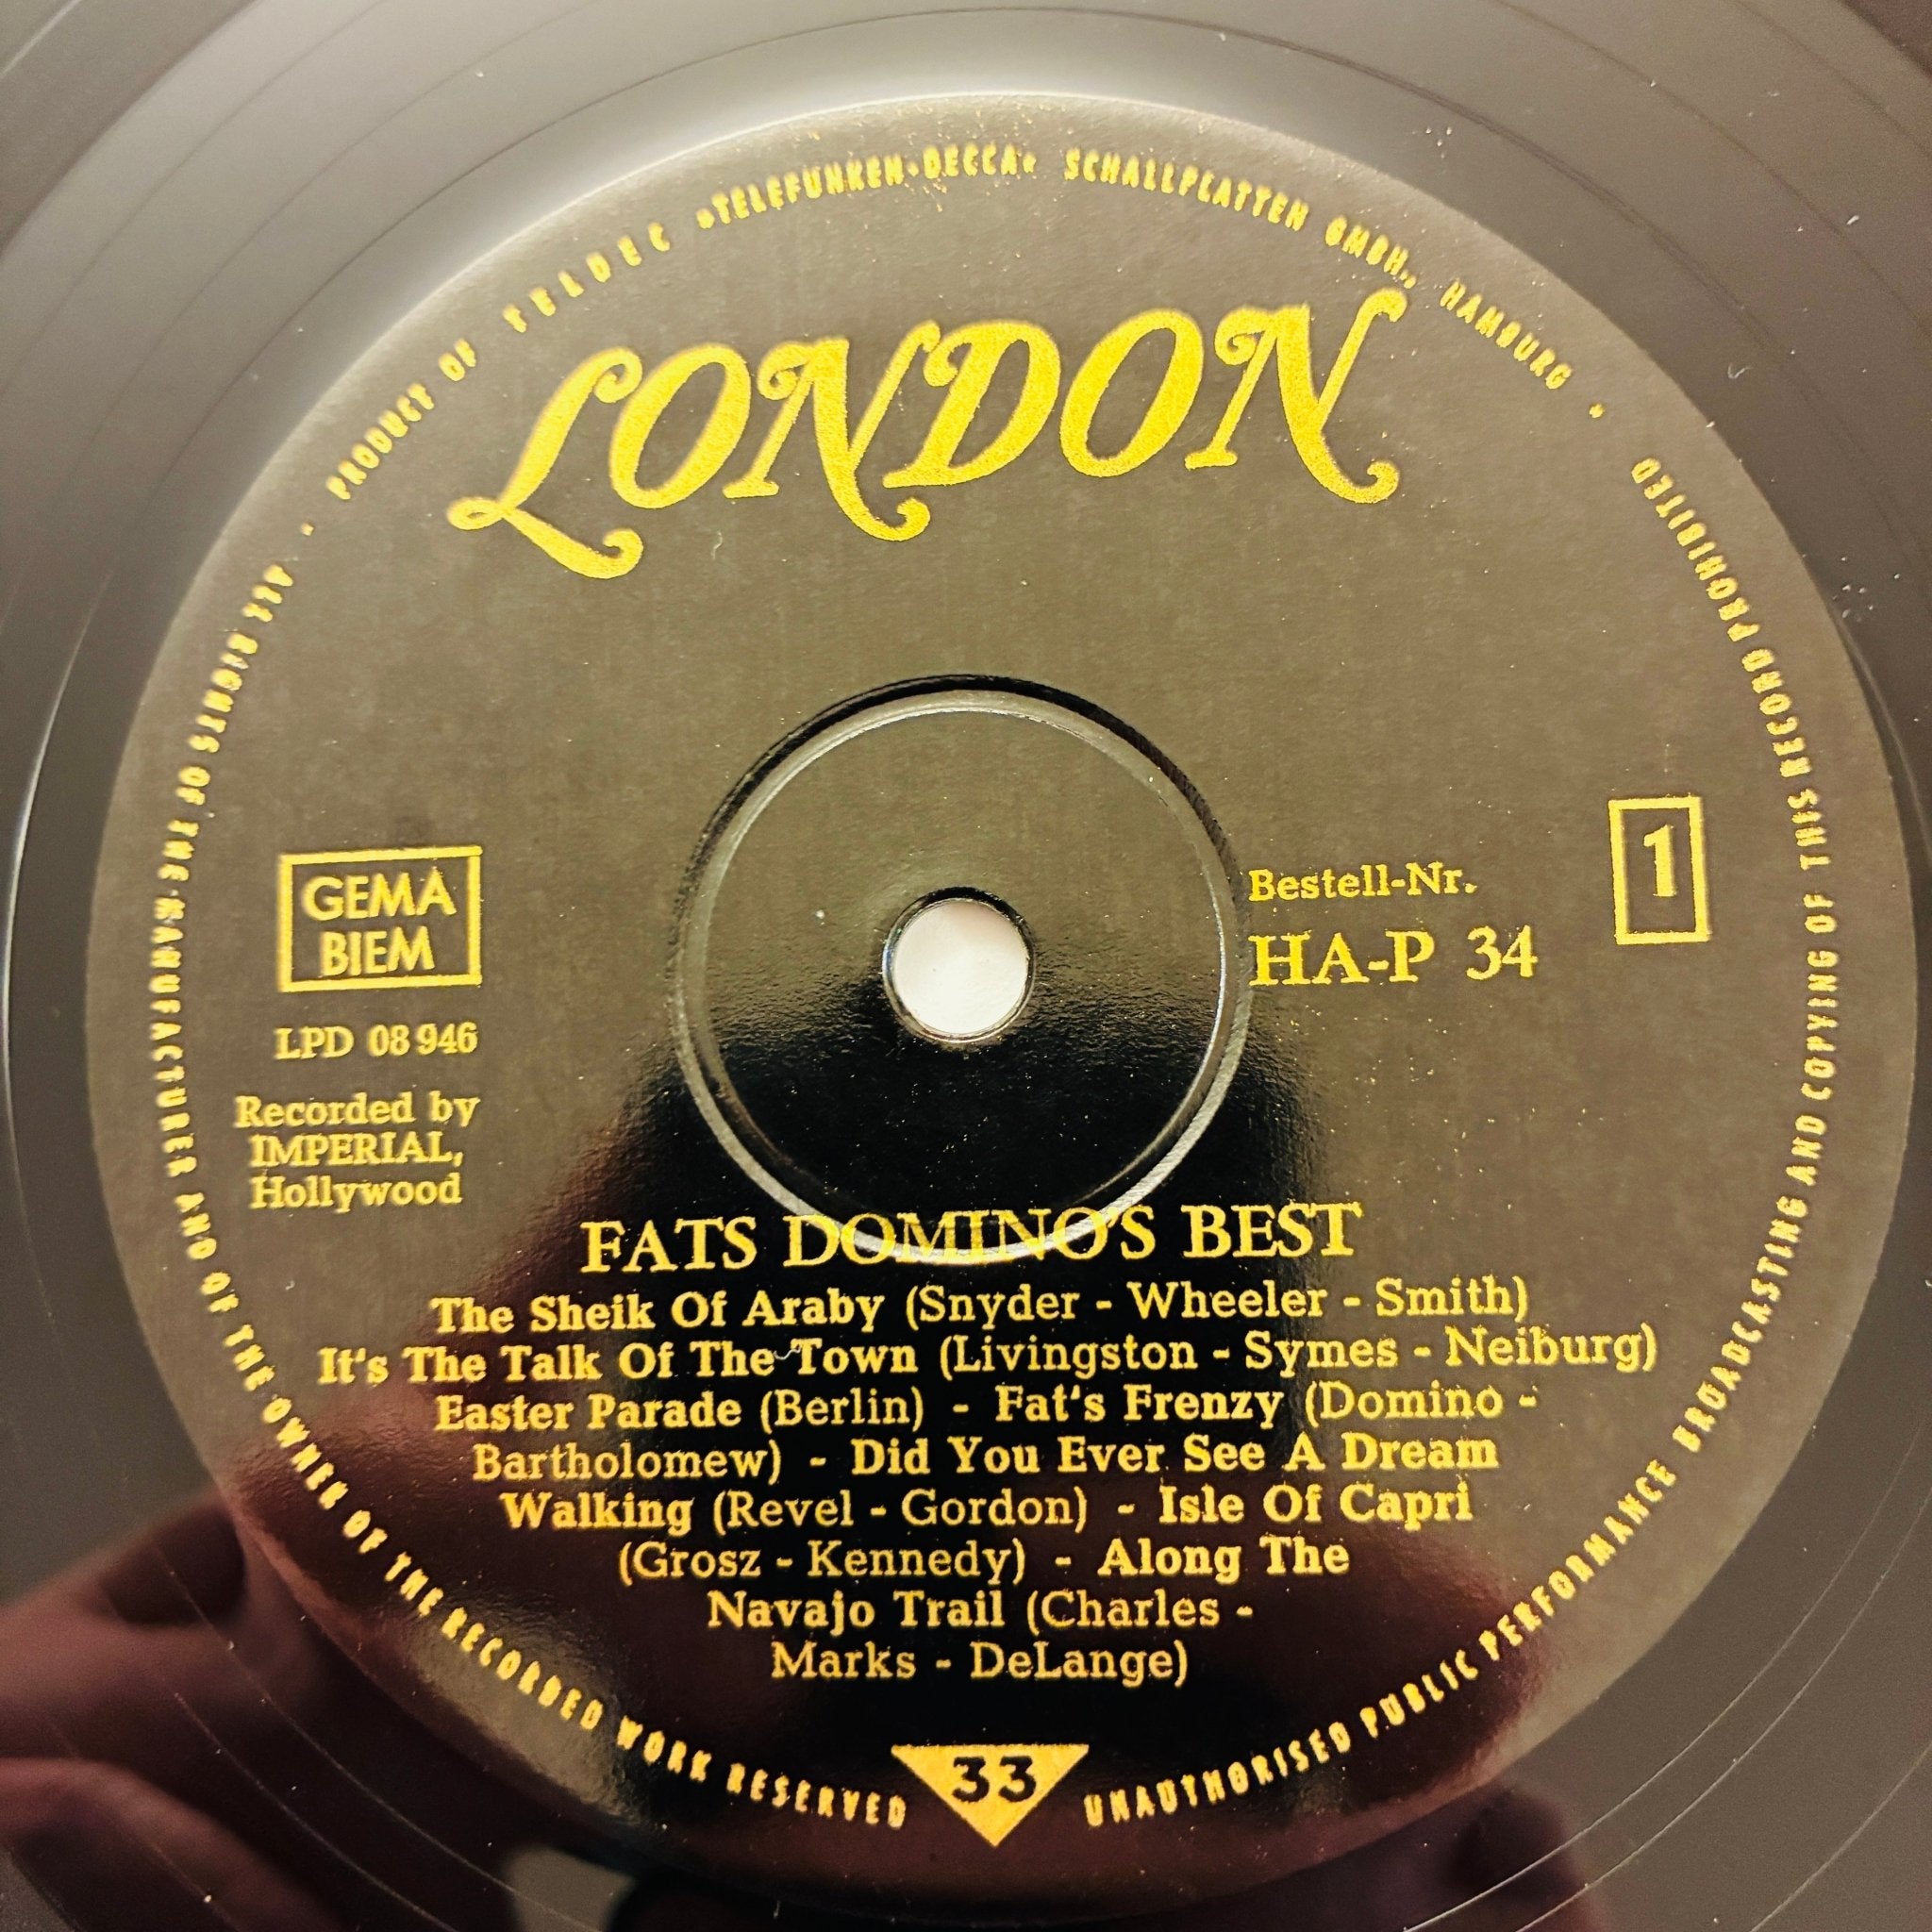 PRODUCT OF TELDEC »TELEFUNKEN-DECCA« SCHALLPLATTEN GMBH., HAMBURG •
LONDON
GEMA
BIEM
LPD 08 946
Recorded by
IMPERIAL,
Hollywood
Bestell-Nr.
HA-P 34
1
FATS DOMINO'S BEST
The Sheik Of Araby (Snyder - Wheeler - Smith)
It's The Talk Of The Town (Livingston - Symes - Neiburg)
Easter Parade (Berlin) - Fat's Frenzy (Domino -
Bartholomew) - Did You Ever See A Dream
Walking (Revel - Gordon) - Isle Of Capri
(Grosz - Kennedy) - Along The
Navajo Trail (Charles -
Marks - DeLange)
33
• ALL RIGHTS OF THE MANUFACTURER AND OF THE OWNER OF THE RECORDED WORK RESERVED
UNAUTHORISED PUBLIC PERFORMANCE BROADCASTING AND COPYING OF THIS RECORD PROHIBITED